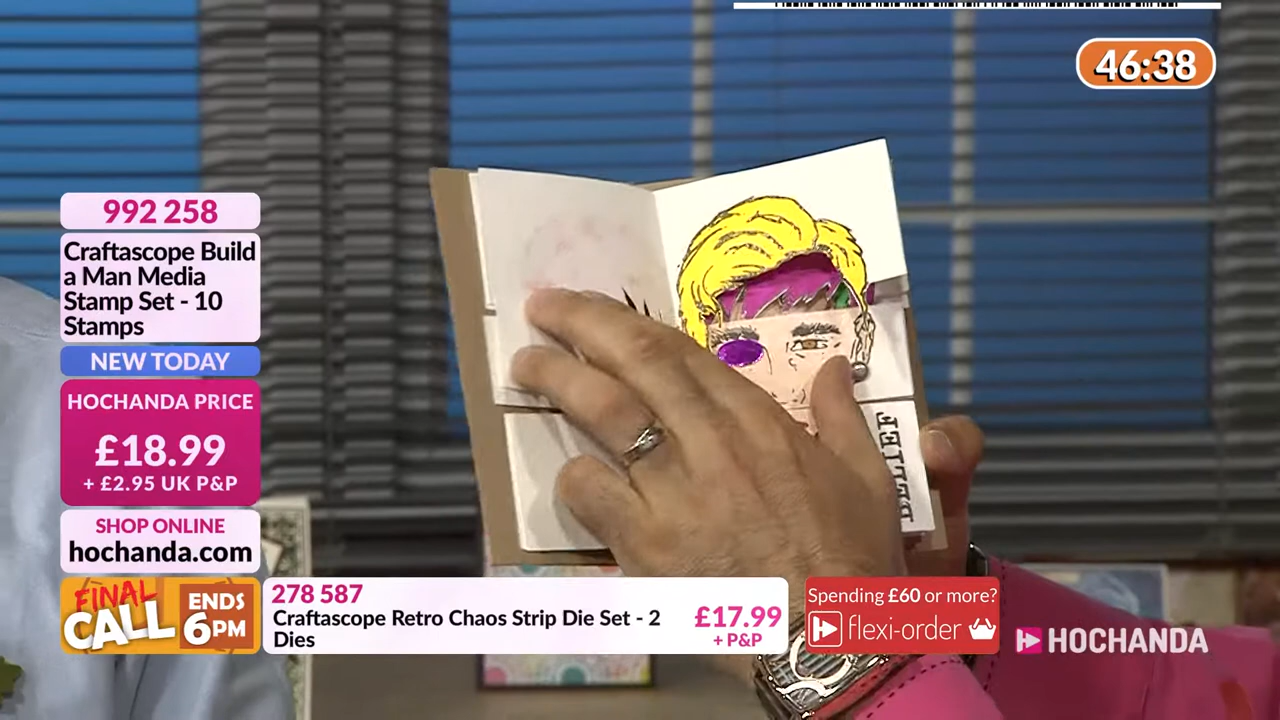 46:38
992 258
Craftascope Build
a Man Media
Stamp Set - 10
Stamps
NEW TODAY
HOCHANDA PRICE
£18.99
+ £2.95 UK P&P
SHOP ONLINE
hochanda.com
FINAL
CALL
ENDS
6PM
278 587
Craftascope Retro Chaos Strip Die Set - 2
Dies
£17.99
+ P&P
Spending £60 or more?
flexi-order
HOCHANDA
BELIEF